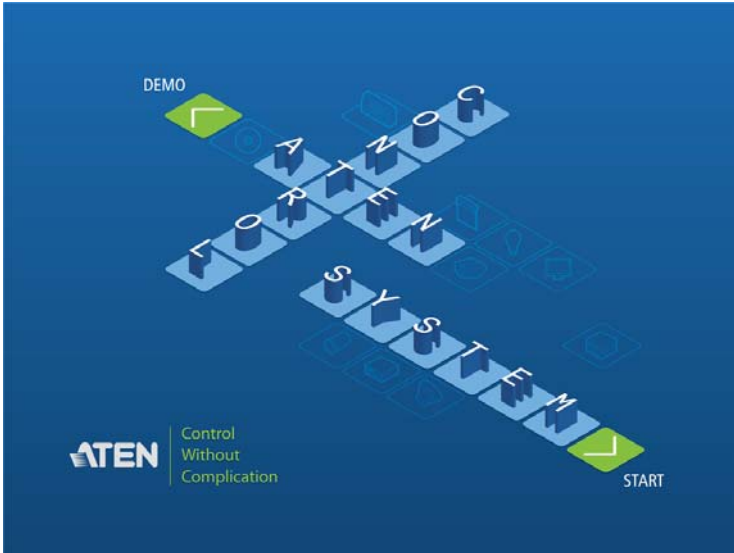 DEMO
CONTROL
ATEN
SYSTEM
START
ATEN
Control
Without
Complication